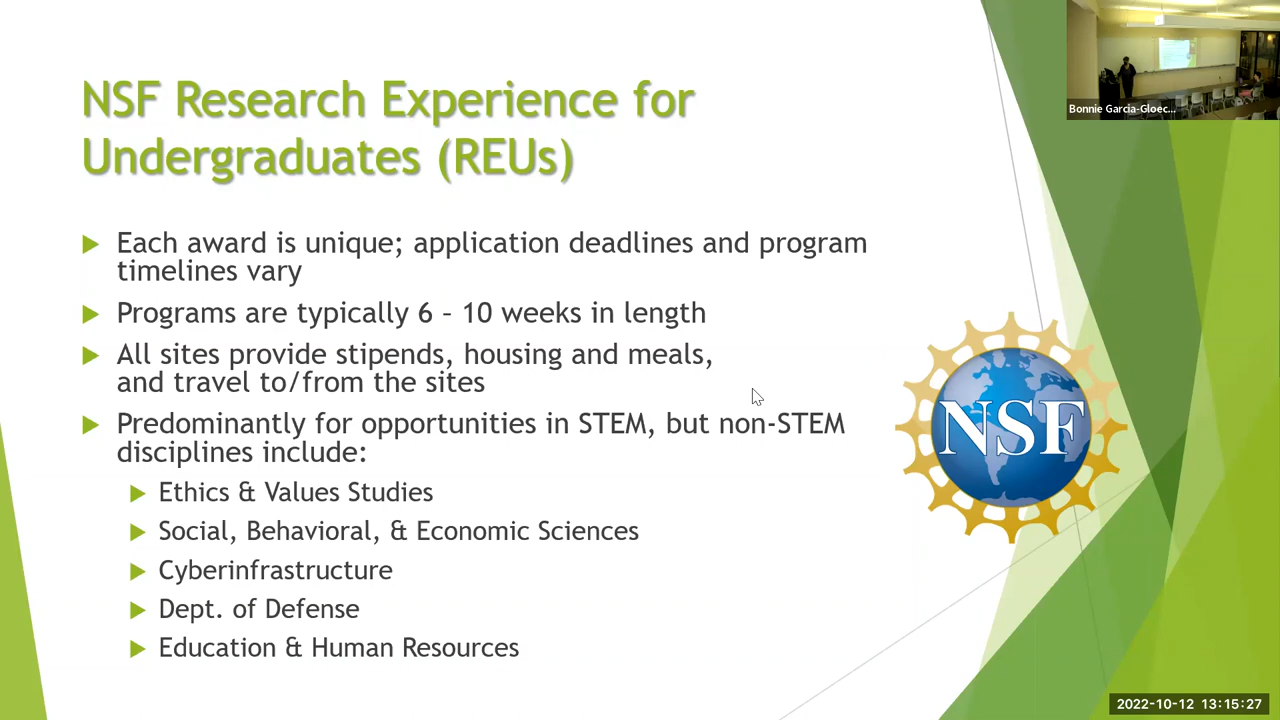 NSF Research Experience for
Undergraduates (REUs)
Each award is unique; application deadlines and program
timelines vary
Programs are typically 6 – 10 weeks in length
All sites provide stipends, housing and meals,
and travel to/from the sites
Predominantly for opportunities in STEM, but non-STEM
disciplines include:
Ethics & Values Studies
Social, Behavioral, & Economic Sciences
Cyberinfrastructure
Dept. of Defense
Education & Human Resources
NSF
Bonnie Garcia-Gloec...
2022-10-12 13:15:27